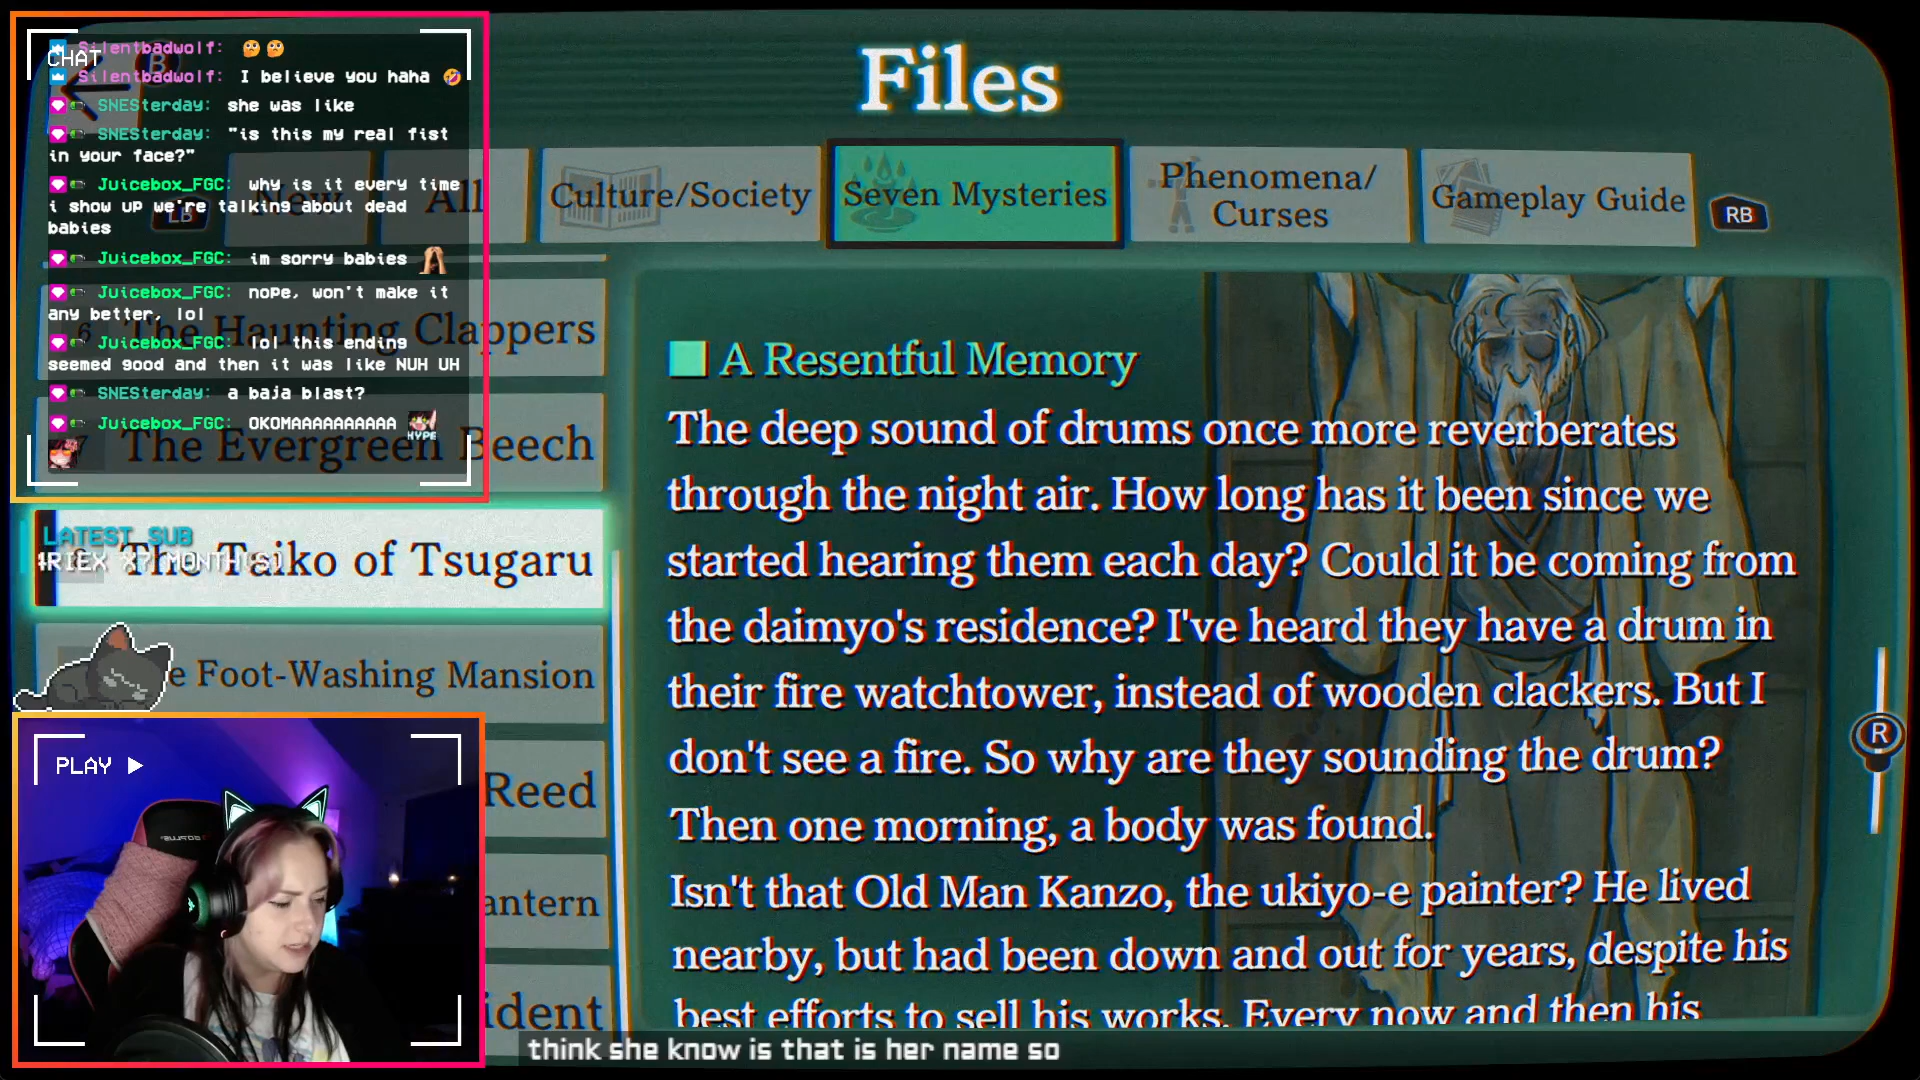 CHAT
Silentbadwolf:
Silentbadwolf: I believe you haha
SNESterday: she was like
SNESterday: "is this my real fist
in your face?"
Juicebox_FGC: why is it every time
i show up we're talking about dead
babies
Juicebox_FGC: im sorry babies
Juicebox_FGC: nope, won't make it
any better, lol
Juicebox_FGC: lol this ending
seemed good and then it was like NUH UH
SNESterday: a baja blast?
Juicebox_FGC: OKOMAAAAAAAAAA
HYPE
B
Files
LB
New
All
Culture/Society
Seven Mysteries
Phenomena/
Curses
Gameplay Guide
RB
6 The Haunting Clappers
The Evergreen Beech
LATEST SUB
The Taiko of Tsugaru
Foot-Washing Mansion
Reed
antern
ident
A Resentful Memory
The deep sound of drums once more reverberates
through the night air. How long has it been since we
started hearing them each day? Could it be coming from
the daimyo's residence? I've heard they have a drum in
their fire watchtower, instead of wooden clackers. But I
don't see a fire. So why are they sounding the drum?
Then one morning, a body was found.
Isn't that Old Man Kanzo, the ukiyo-e painter? He lived
nearby, but had been down and out for years, despite his
best efforts to sell his works. Every now and then his
R
PLAY
think she know is that is her name so